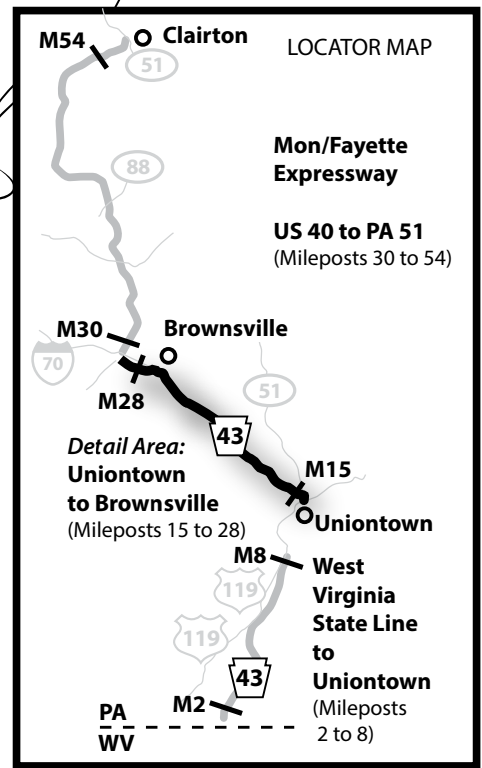 M54
Clairton
LOCATOR MAP
51
Mon/Fayette
Expressway
88
US 40 to PA 51
(Mileposts 30 to 54)
M30
Brownsville
70
M28
51
43
Detail Area:
Uniontown
to Brownsville
(Mileposts 15 to 28)
M15
Uniontown
M8
West
Virginia
State Line
to
Uniontown
(Mileposts
2 to 8)
119
119
43
M2
PA
WV